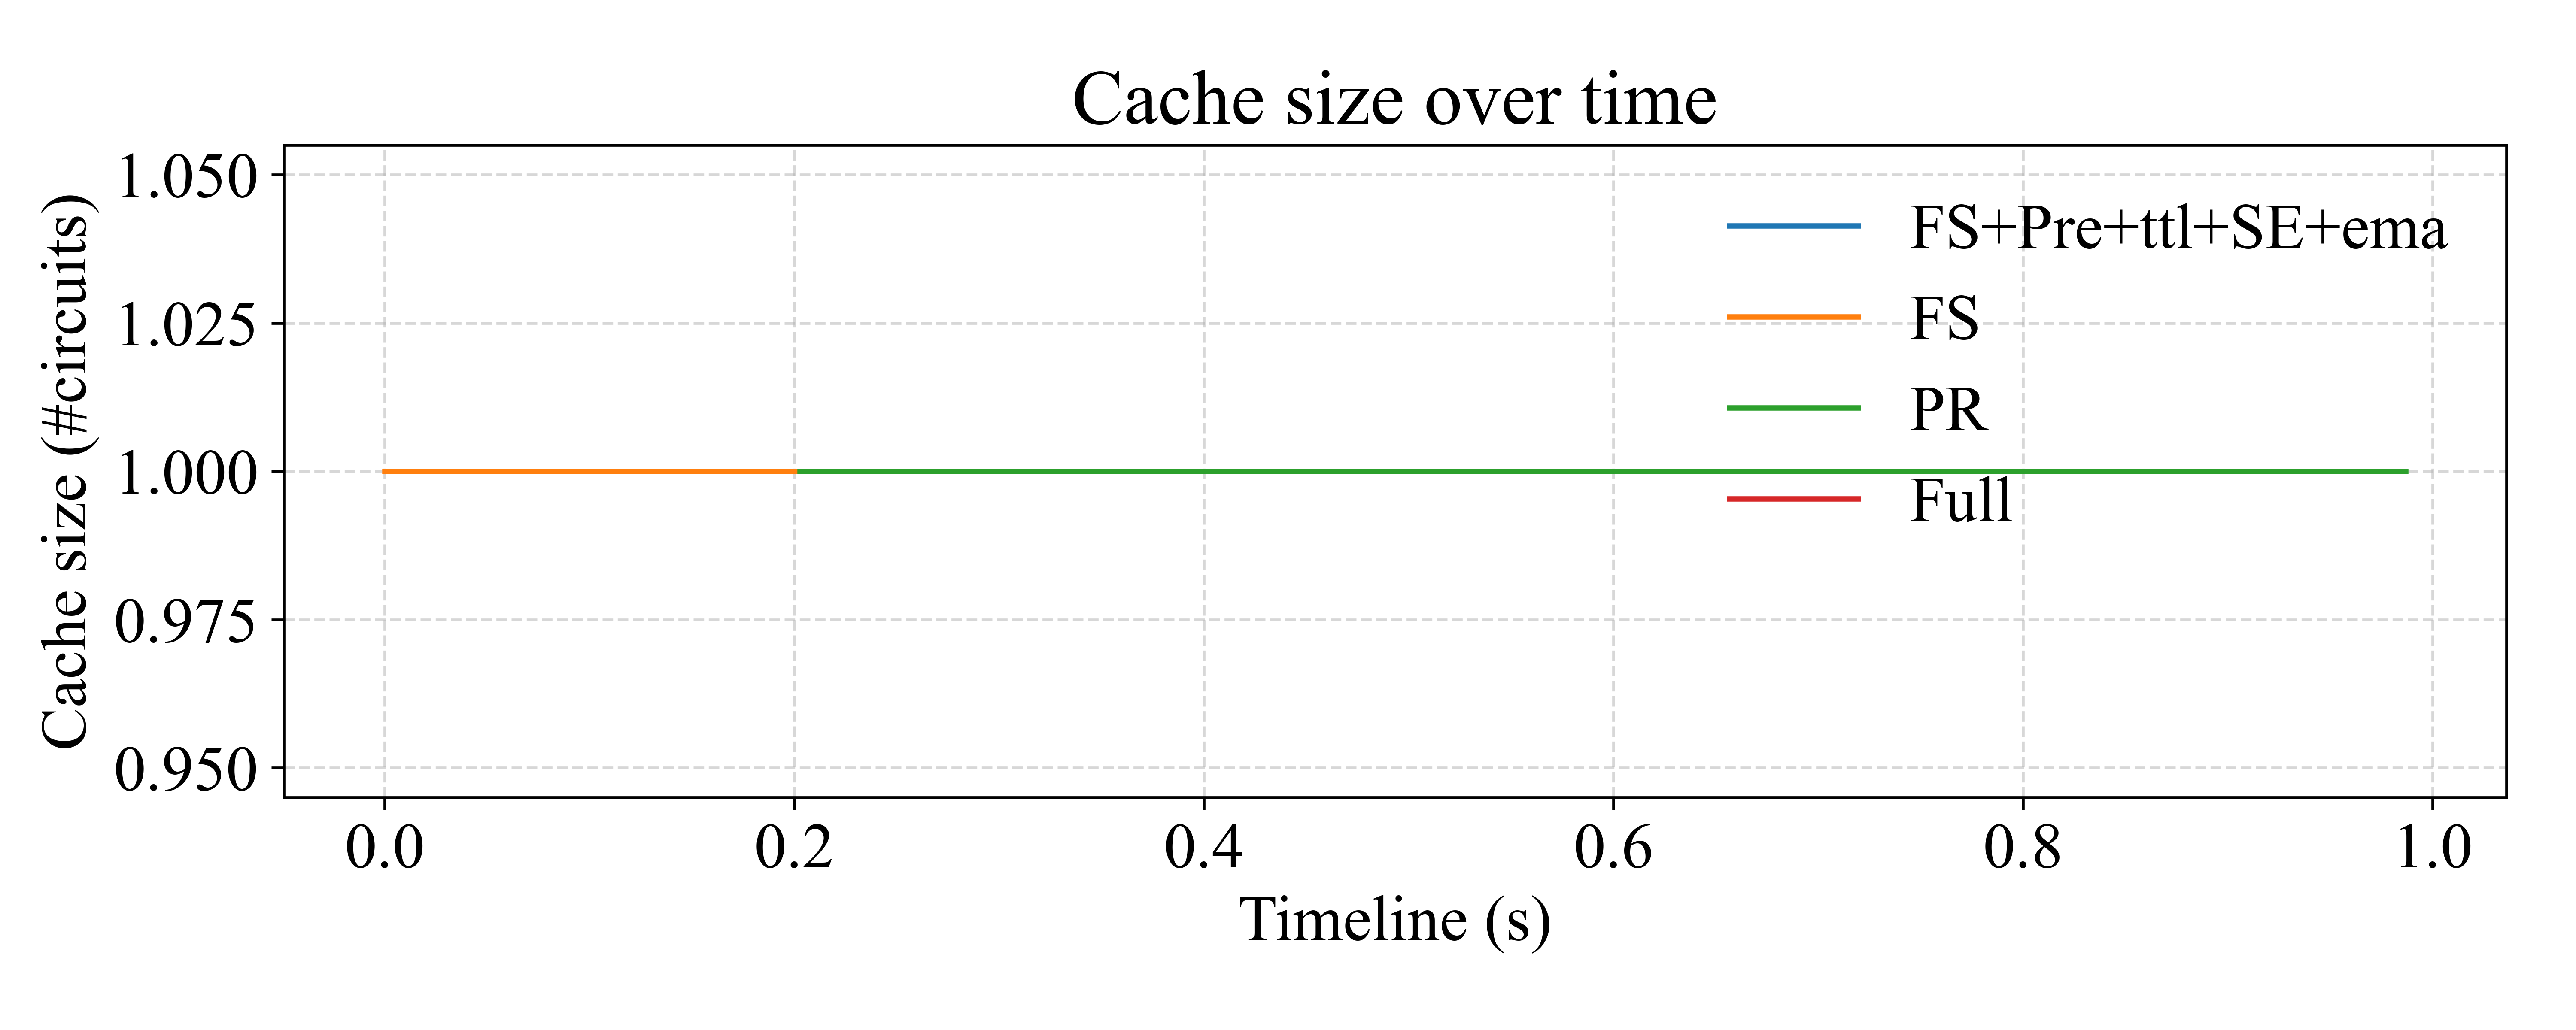 Cache size over time
Cache size (#circuits)
1.050
1.025
1.000
0.975
0.950
FS+Pre+ttl+SE+ema
FS
PR
Full
0.0 0.2 0.4 0.6 0.8 1.0
Timeline (s)